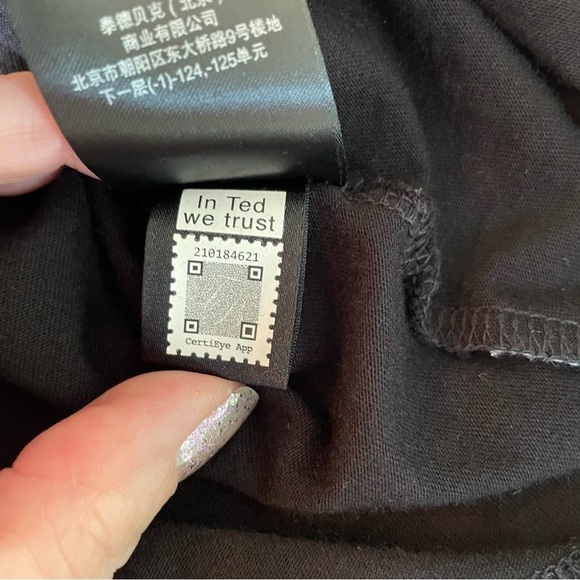 泰德贝克（北京）
商业有限公司
北京市朝阳区东大桥路9号楼地
下一层(-1)-124,-125单元
In Ted
we trust
210184621
CertiEye App